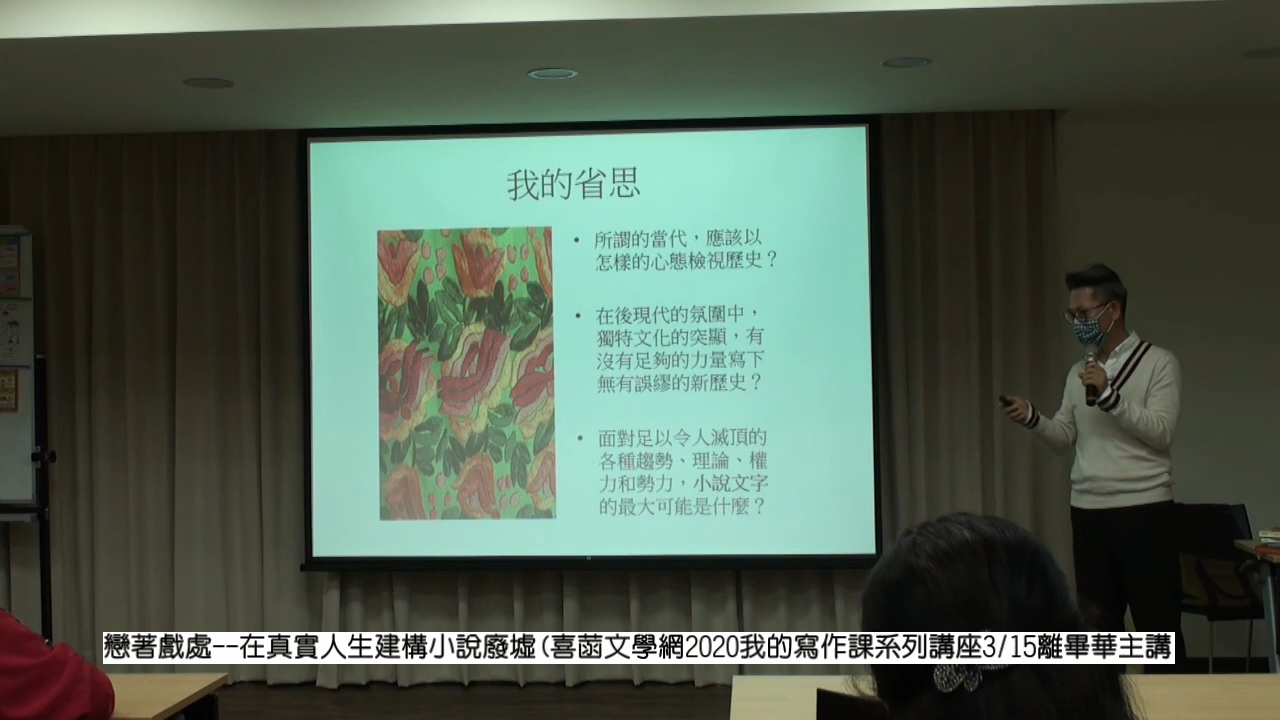 我的省思
• 所謂的當代，應該以
怎樣的心態檢視歷史？
• 在後現代的氛圍中，
獨特文化的突顯，有
沒有足夠的力量寫下
無有誤繆的新歷史？
• 面對足以令人滅頂的
各種趨勢、理論、權
力和勢力，小說文字
的最大可能是什麼？
戀著戲處--在真實人生建構小說廢墟(喜菡文學網2020我的寫作課系列講座3/15離畢華主講